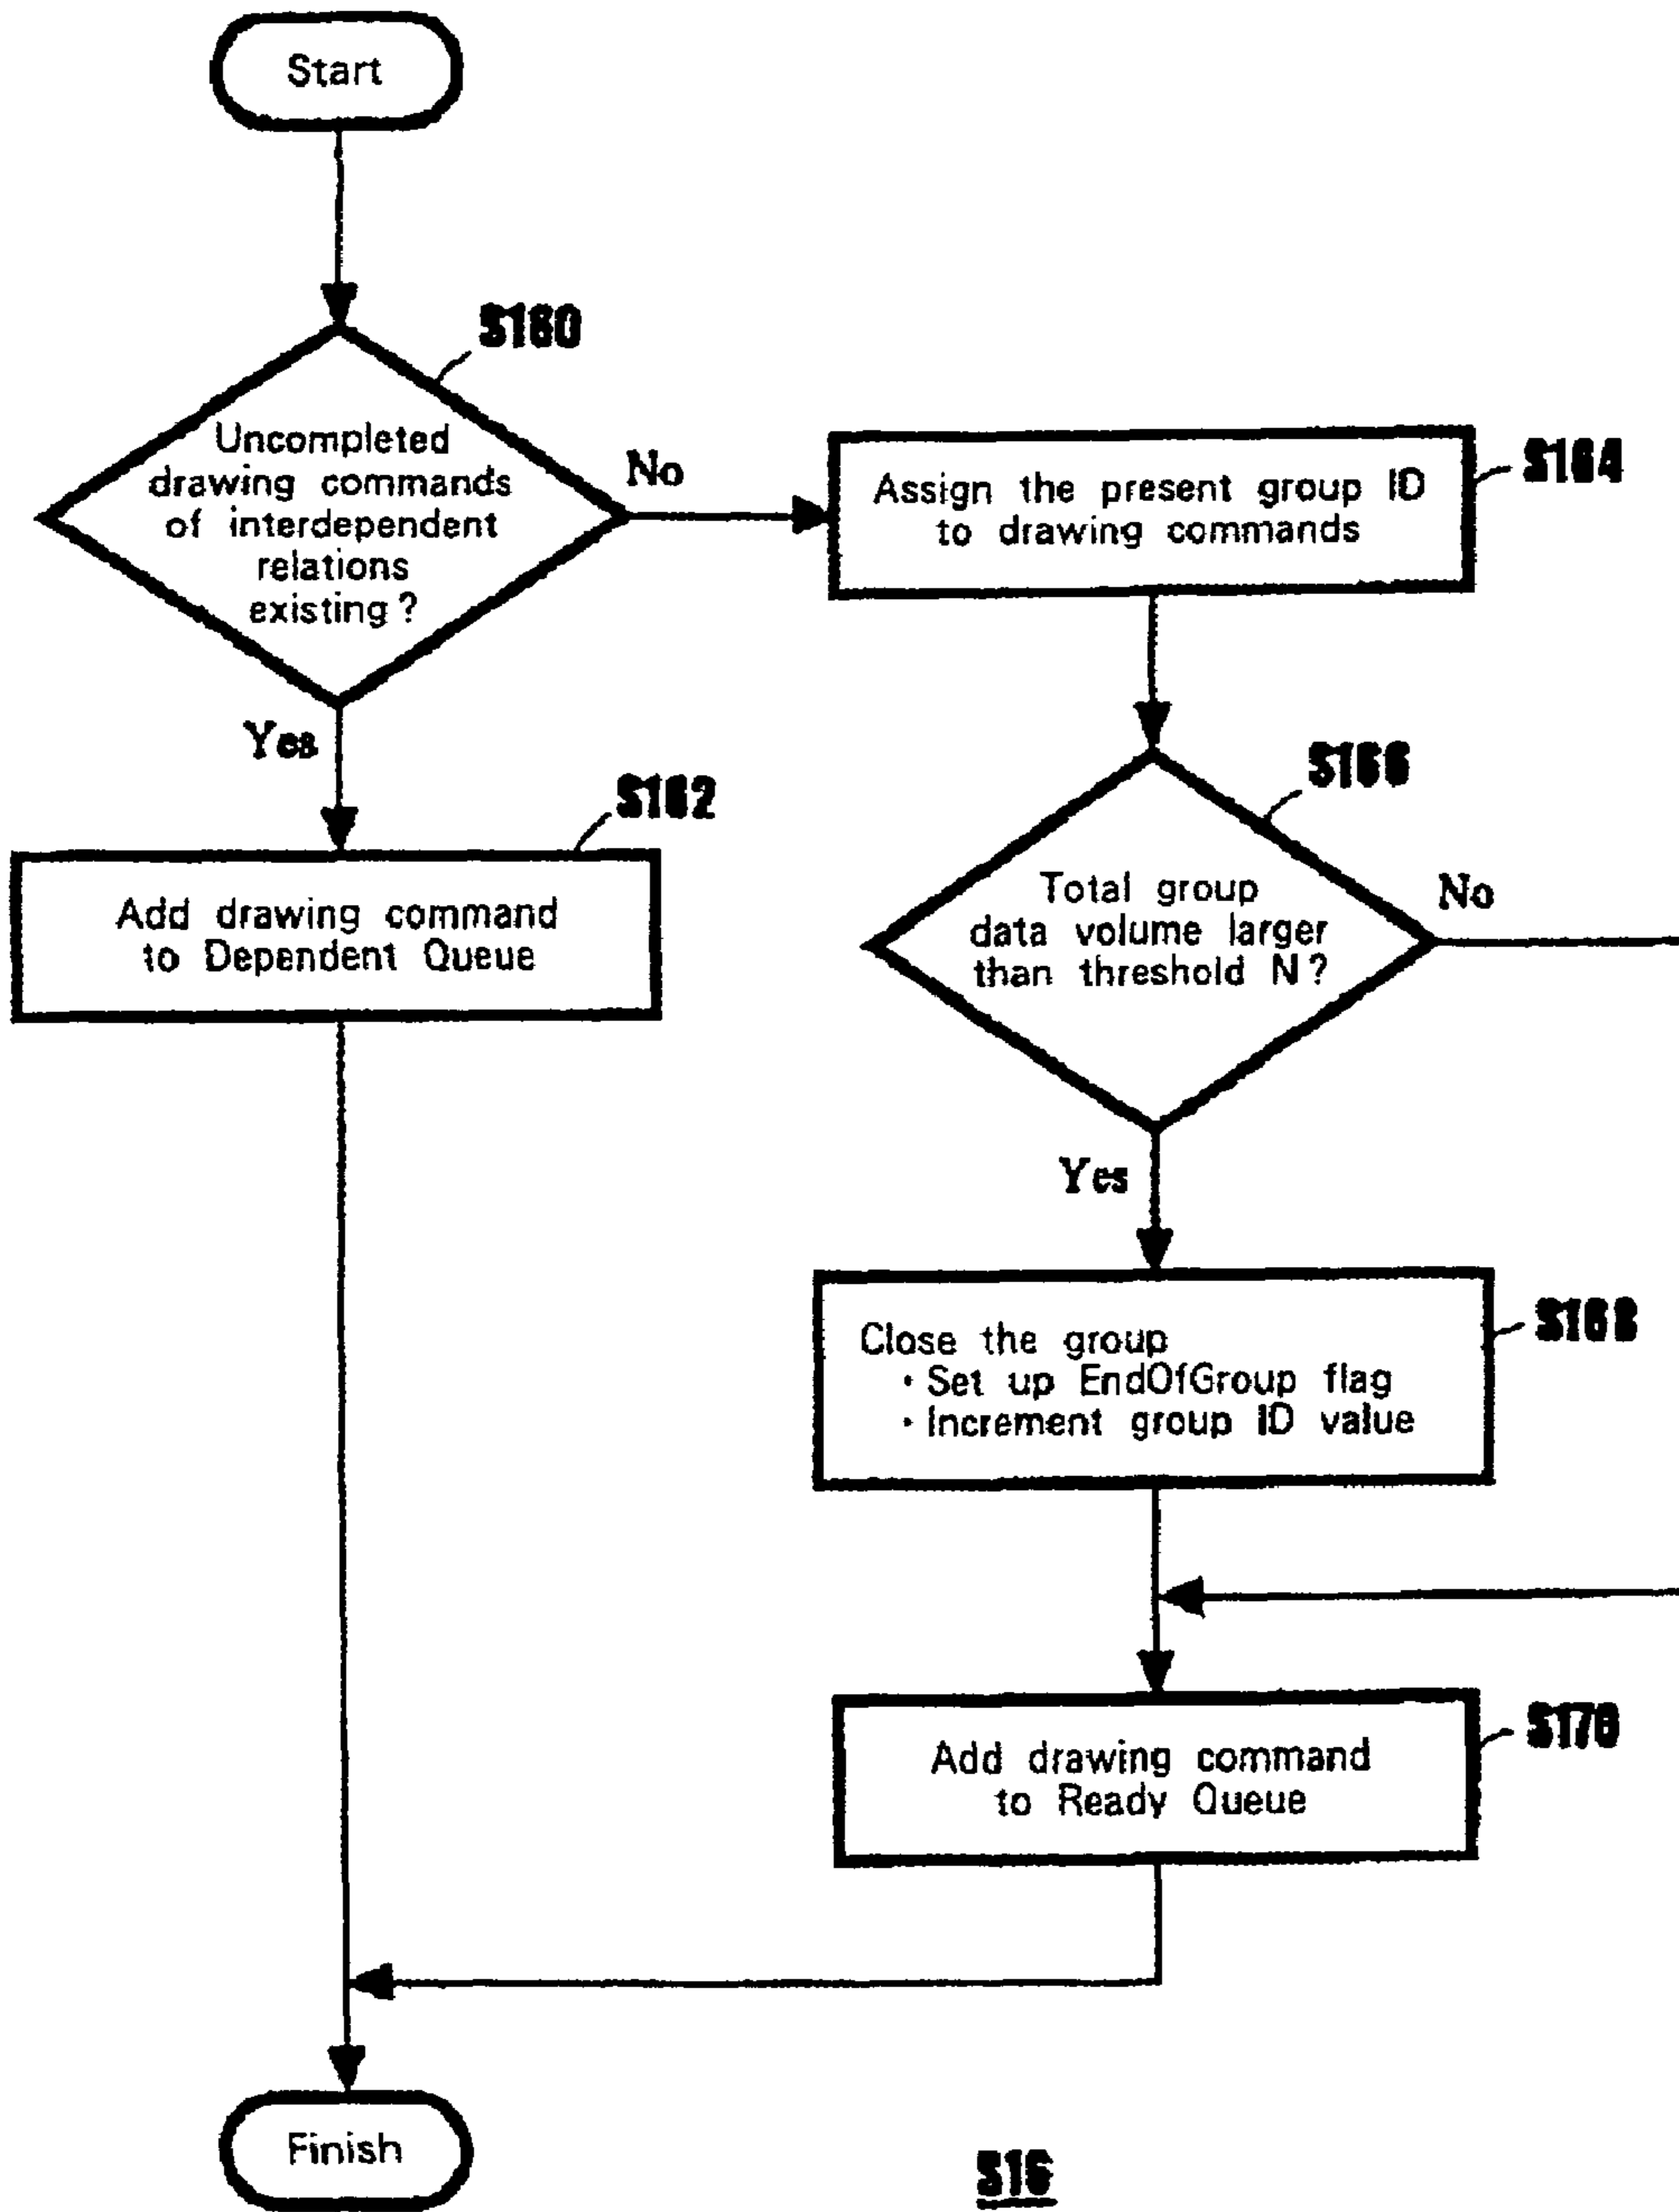 Start
S160
Uncompleted
drawing commands
of interdependent
relations
existing?
No
Yes
S162
Add drawing command
to Dependent Queue
S164
Assign the present group ID
to drawing commands
S166
Total group
data volume larger
than threshold N?
No
Yes
S168
Close the group
・Set up EndOfGroup flag
・Increment group ID value
S170
Add drawing command
to Ready Queue
Finish
S16